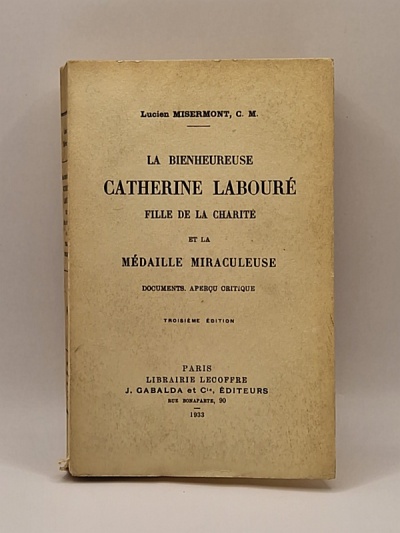 Lucien MISERMONT, C. M.
LA BIENHEUREUSE
CATHERINE LABOURÉ
FILLE DE LA CHARITÉ
ET LA
MÉDAILLE MIRACULEUSE
DOCUMENTS. APERÇU CRITIQUE
TROISIÈME ÉDITION
PARIS
LIBRAIRIE LECOFFRE
J. GABALDA et Cie, ÉDITEURS
RUE BONAPARTE, 90
1933